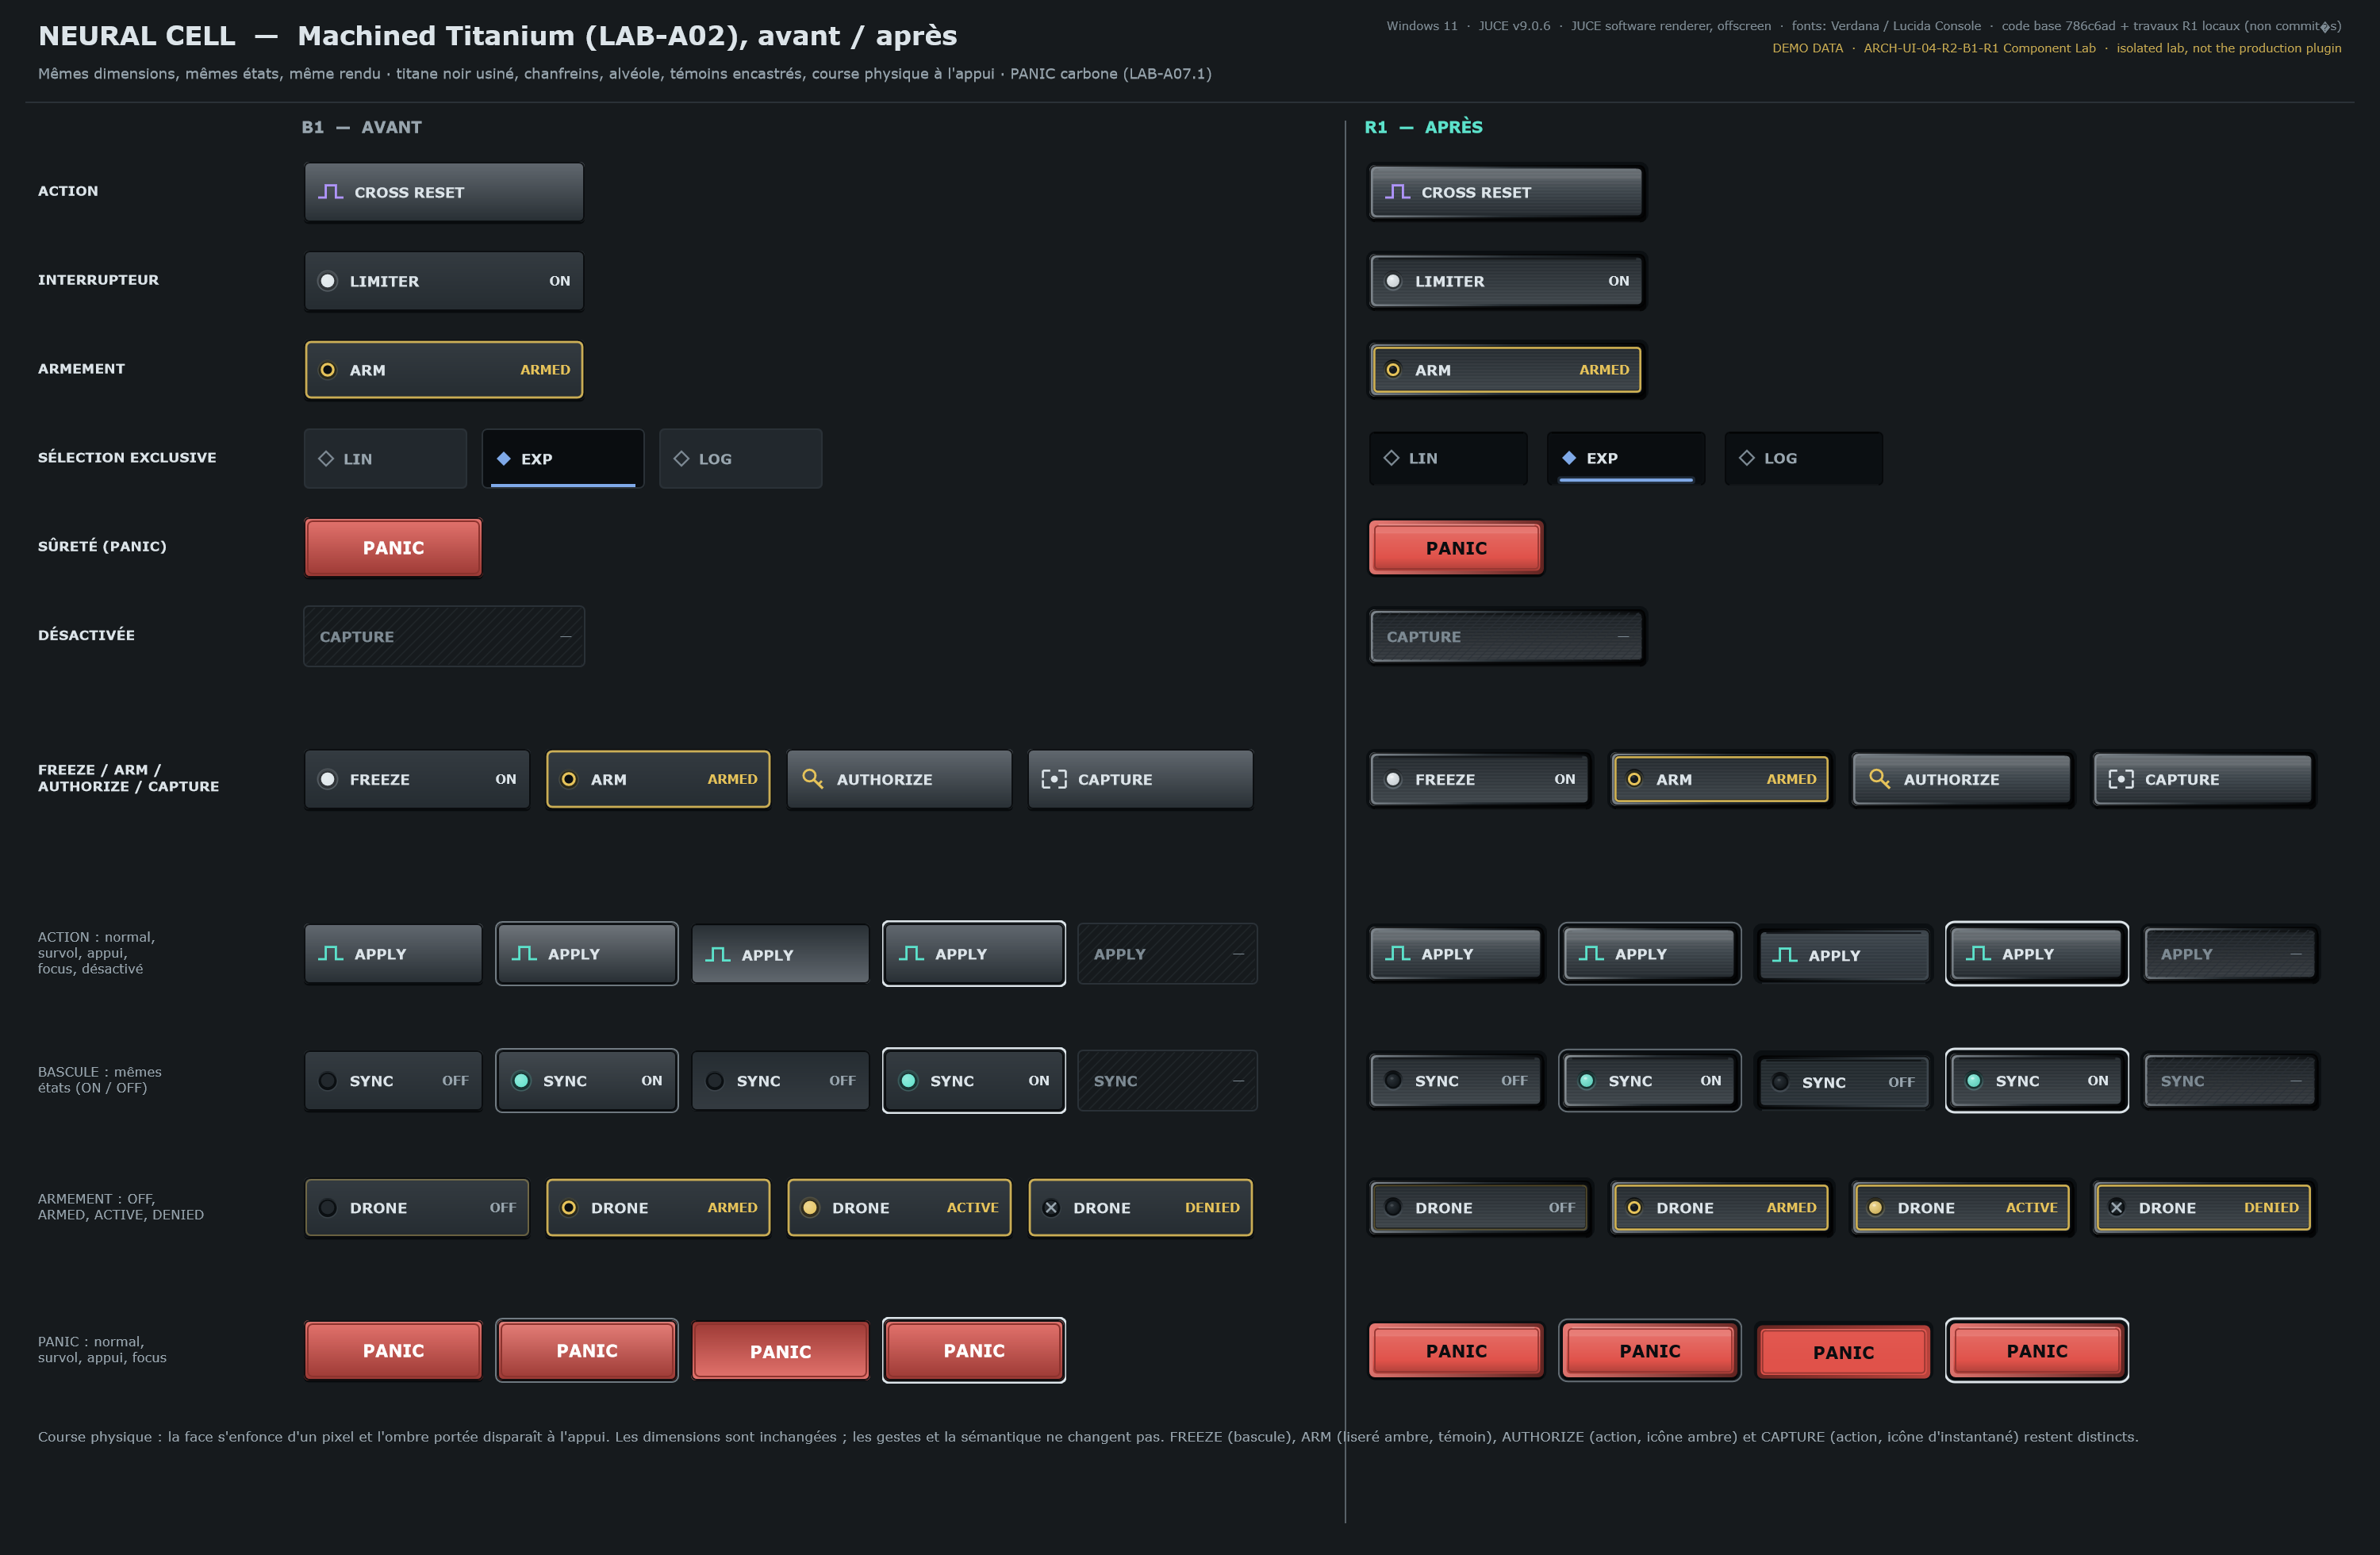 NEURAL CELL — Machined Titanium (LAB-A02), avant / après
Windows 11 · JUCE v9.0.6 · JUCE software renderer, offscreen · fonts: Verdana / Lucida Console · code base 786c6ad + travaux R1 locaux (non commit�s)
DEMO DATA · ARCH-UI-04-R2-B1-R1 Component Lab · isolated lab, not the production plugin
Mêmes dimensions, mêmes états, même rendu · titane noir usiné, chanfreins, alvéole, témoins encastrés, course physique à l'appui · PANIC carbone (LAB-A07.1)
B1 — AVANT
R1 — APRÈS
ACTION
CROSS RESET
CROSS RESET
INTERRUPTEUR
LIMITER ON
LIMITER ON
ARMEMENT
ARM ARMED
ARM ARMED
SÉLECTION EXCLUSIVE
LIN EXP LOG
LIN EXP LOG
SÛRETÉ (PANIC)
PANIC
PANIC
DÉSACTIVÉE
CAPTURE —
CAPTURE —
FREEZE / ARM /
AUTHORIZE / CAPTURE
FREEZE ON ARM ARMED AUTHORIZE CAPTURE
FREEZE ON ARM ARMED AUTHORIZE CAPTURE
ACTION : normal,
survol, appui,
focus, désactivé
APPLY APPLY APPLY APPLY APPLY —
APPLY APPLY APPLY APPLY APPLY —
BASCULE : mêmes
états (ON / OFF)
SYNC OFF SYNC ON SYNC OFF SYNC ON SYNC —
SYNC OFF SYNC ON SYNC OFF SYNC ON SYNC —
ARMEMENT : OFF,
ARMED, ACTIVE, DENIED
DRONE OFF DRONE ARMED DRONE ACTIVE DRONE DENIED
DRONE OFF DRONE ARMED DRONE ACTIVE DRONE DENIED
PANIC : normal,
survol, appui, focus
PANIC PANIC PANIC PANIC
PANIC PANIC PANIC PANIC
Course physique : la face s'enfonce d'un pixel et l'ombre portée disparaît à l'appui. Les dimensions sont inchangées ; les gestes et la sémantique ne changent pas. FREEZE (bascule), ARM (liseré ambre, témoin), AUTHORIZE (action, icône ambre) et CAPTURE (action, icône d'instantané) restent distincts.